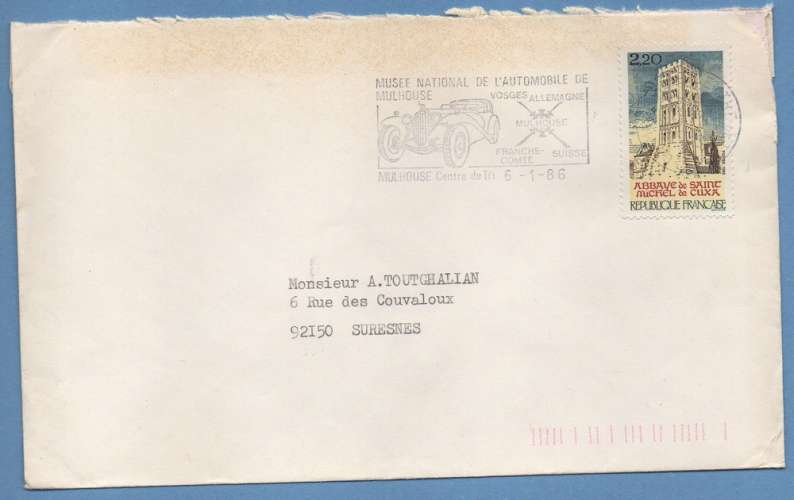 MUSEE NATIONAL DE L'AUTOMOBILE DE
MULHOUSE
VOSGES ALLEMAGNE
MULHOUSE
FRANCHE-
COMTE SUISSE
MULHOUSE Centre de Tri 6 -1-86
2,20
ABBAYE de SAINT
MICHEL de CUXA
REPUBLIQUE FRANÇAISE
Monsieur A.TOUTGHALIAN
6 Rue des Couvaloux
92I50 SURESNES